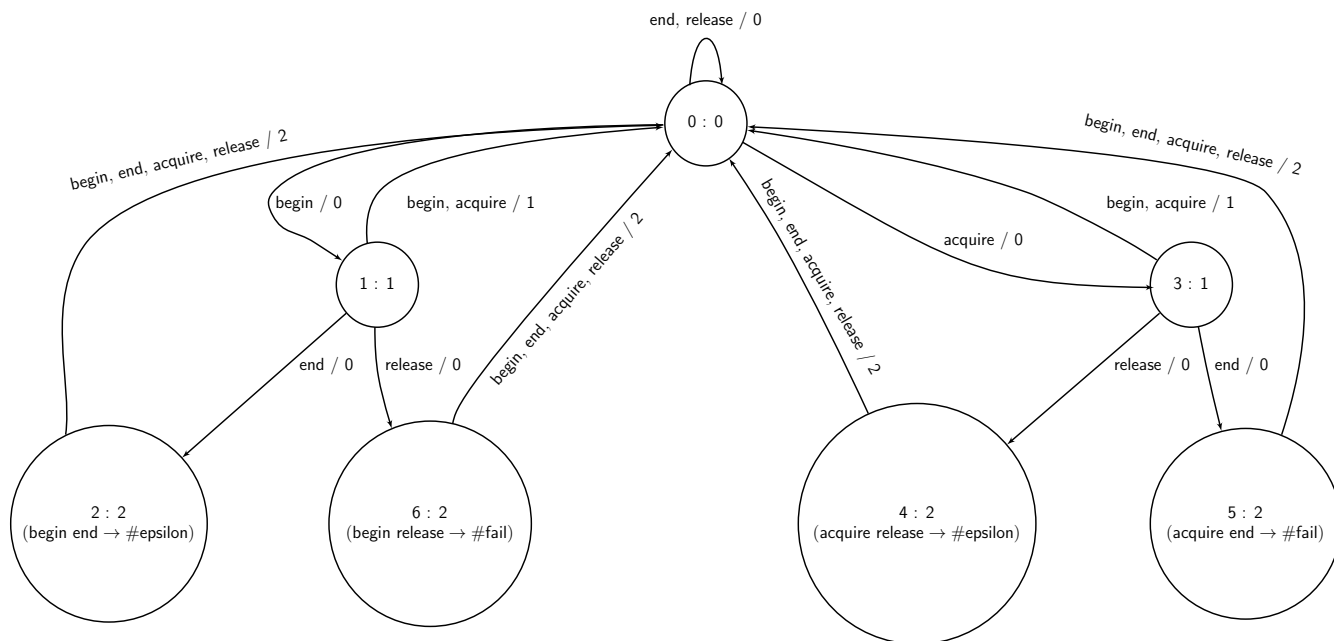 end, release / 0
0 : 0
begin, end, acquire, release / 2
begin / 0
begin, acquire / 1
begin, end, acquire, release / 2
begin, end, acquire, release / 2
acquire / 0
begin, acquire / 1
begin, end, acquire, release / 2
1 : 1
3 : 1
end / 0
release / 0
release / 0
end / 0
2 : 2
(begin end → #epsilon)
6 : 2
(begin release → #fail)
4 : 2
(acquire release → #epsilon)
5 : 2
(acquire end → #fail)